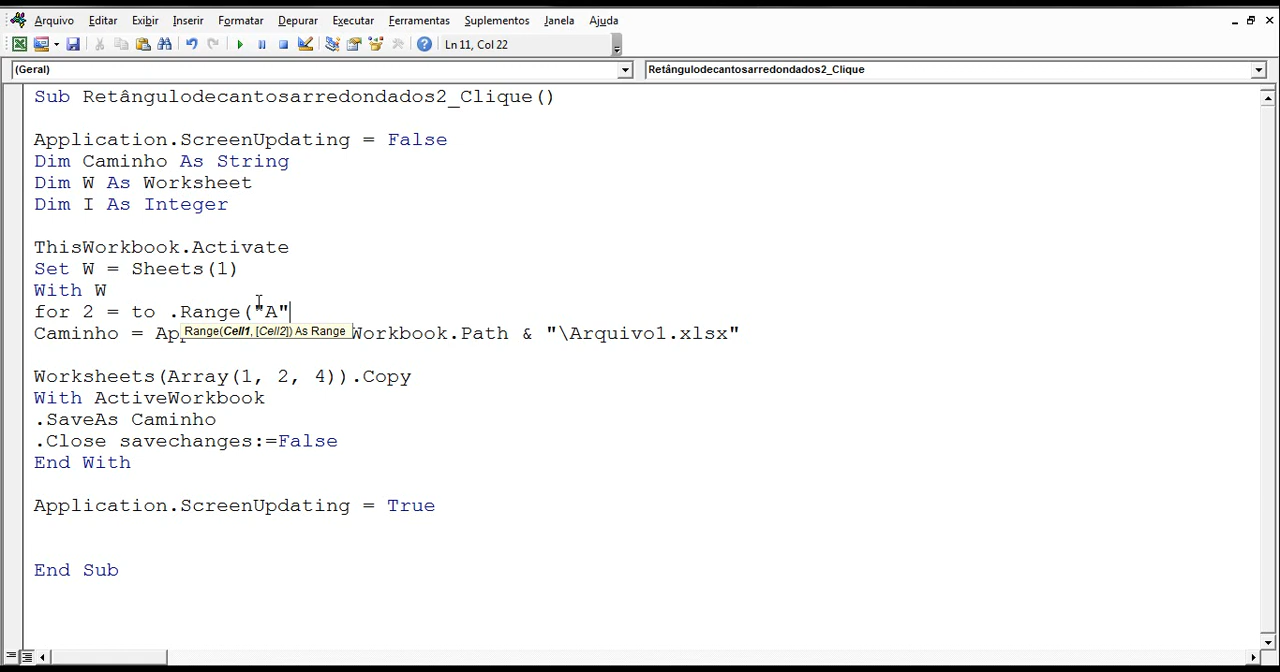 Arquivo Editar Exibir Inserir Formatar Depurar Executar Ferramentas Suplementos Janela Ajuda
Ln 11, Col 22
(Geral) Retângulodecantosarredondados2_Clique
Sub Retângulodecantosarredondados2_Clique()
Application.ScreenUpdating = False
Dim Caminho As String
Dim W As Worksheet
Dim I As Integer
ThisWorkbook.Activate
Set W = Sheets(1)
With W
for 2 = to .Range("A"
Range(Cell1, [Cell2]) As Range
Caminho = Ap Workbook.Path & "\Arquivo1.xlsx"
Worksheets(Array(1, 2, 4)).Copy
With ActiveWorkbook
.SaveAs Caminho
.Close savechanges:=False
End With
Application.ScreenUpdating = True
End Sub